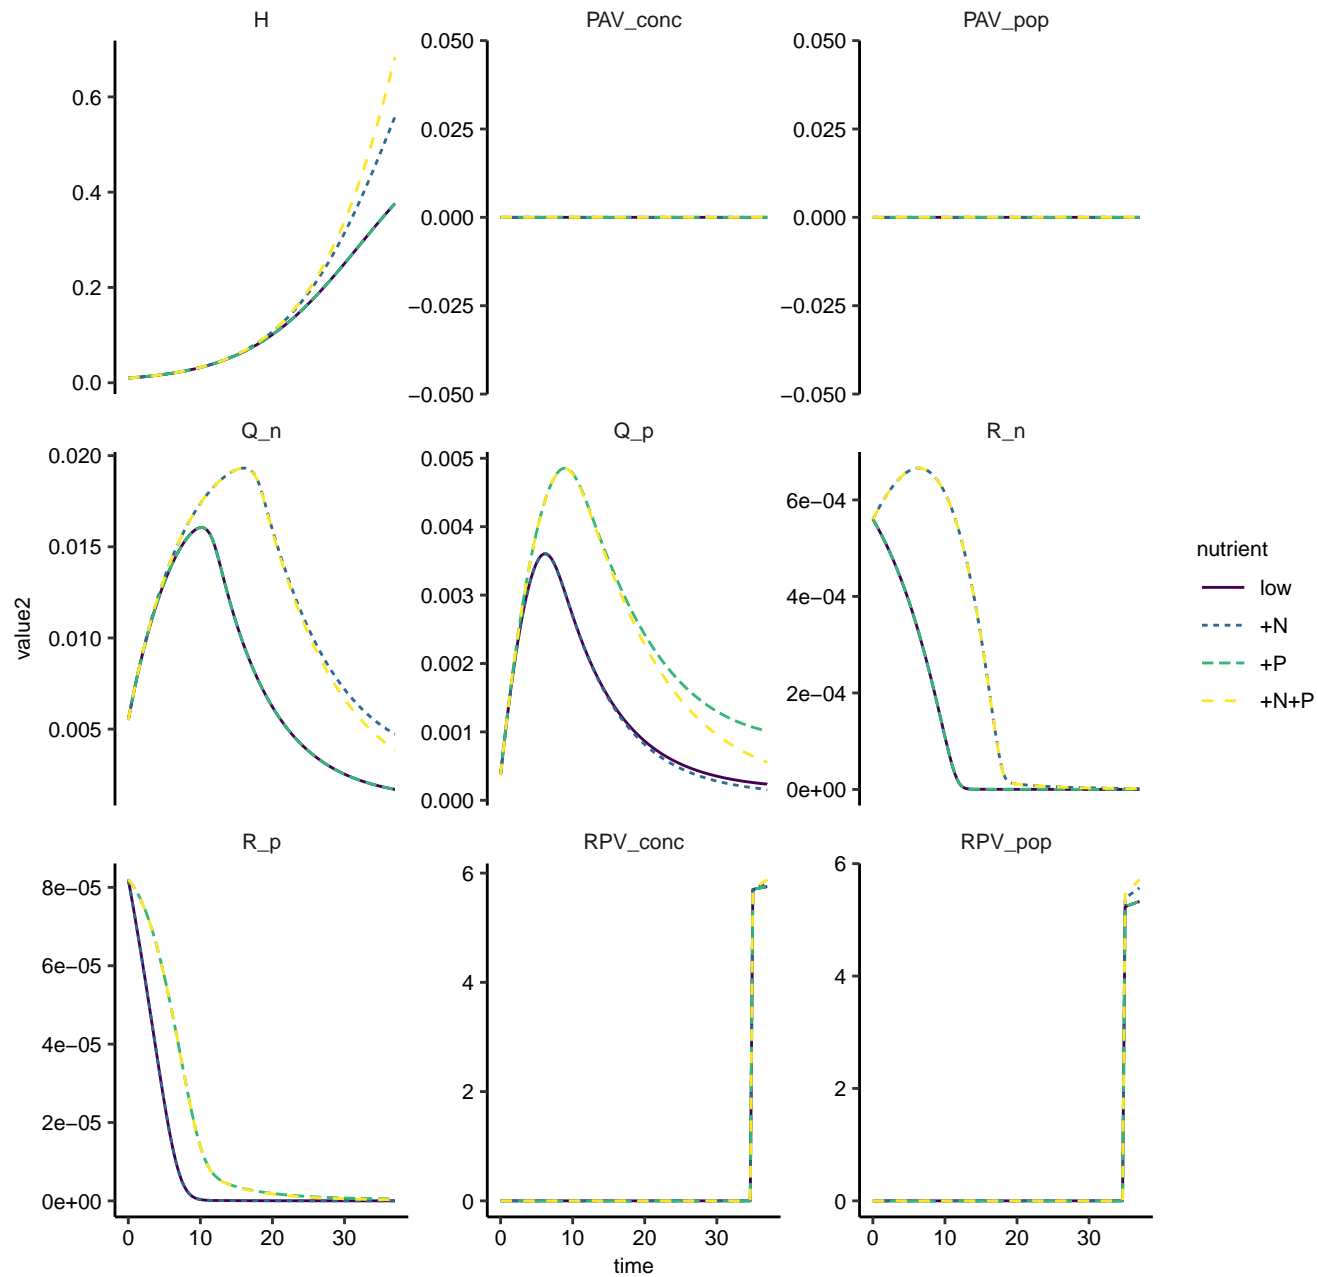 H
PAV_conc
PAV_pop
0.6
0.4
0.2
0.0
0.050
0.025
0.000
−0.025
−0.050
0.050
0.025
0.000
−0.025
−0.050
Q_n
Q_p
R_n
0.020
0.015
0.010
0.005
0.005
0.004
0.003
0.002
0.001
0.000
6e−04
4e−04
2e−04
0e+00
R_p
RPV_conc
RPV_pop
8e−05
6e−05
4e−05
2e−05
0e+00
6
4
2
0
6
4
2
0
0 10 20 30
0 10 20 30
0 10 20 30
time
value2
nutrient
low
+N
+P
+N+P